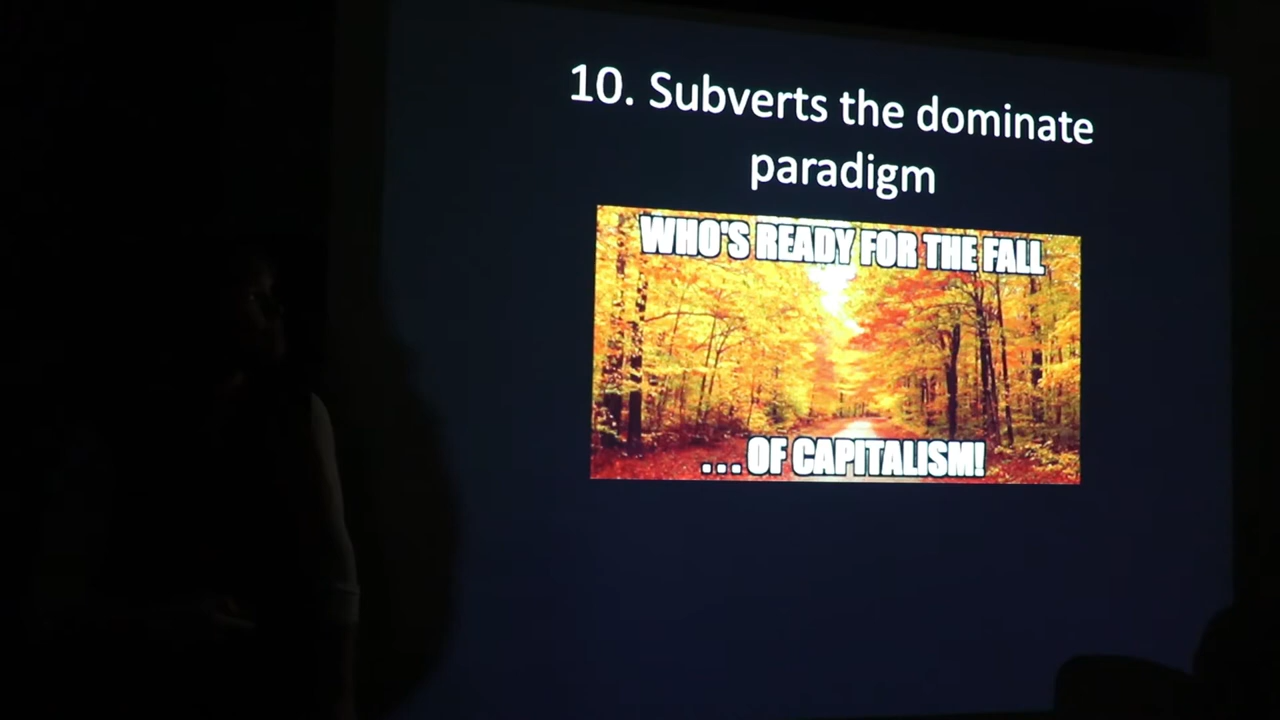 10. Subverts the dominate
paradigm
WHO'S READY FOR THE FALL
...OF CAPITALISM!